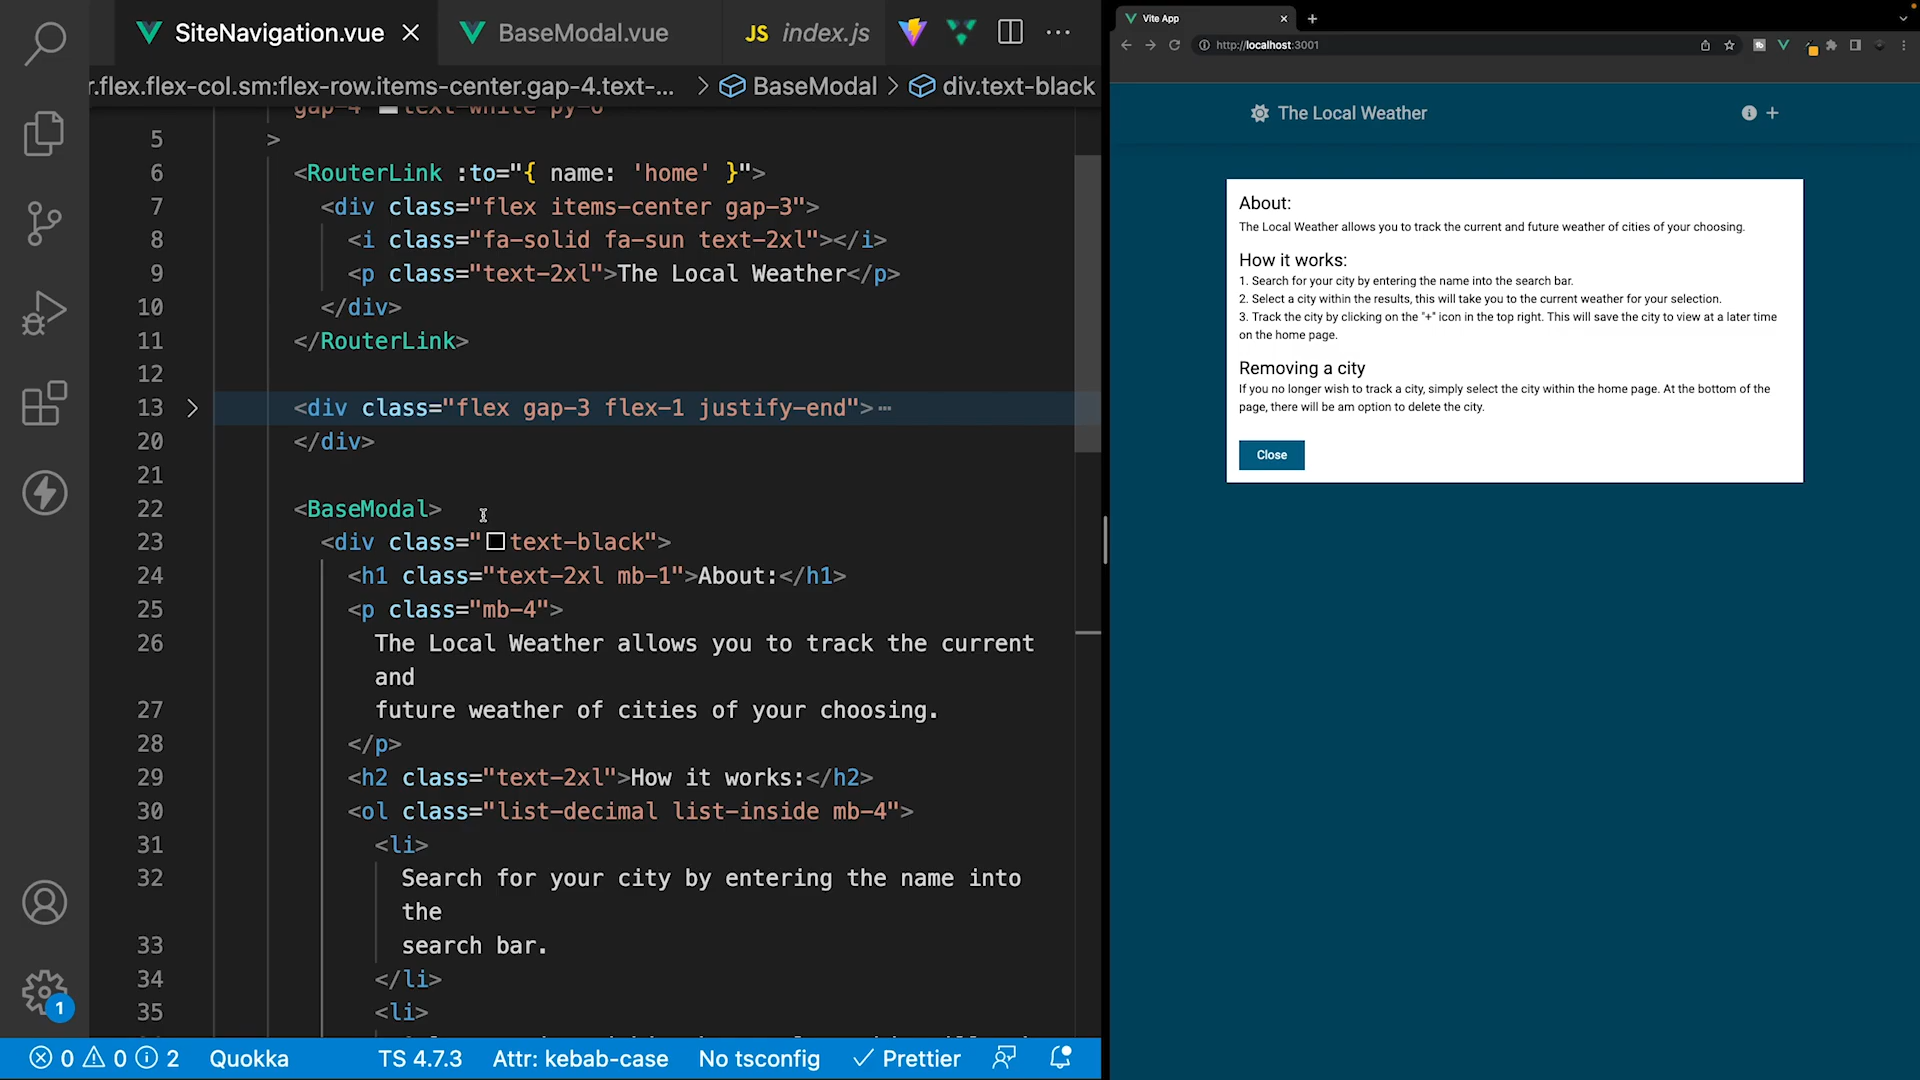 SiteNavigation.vue
BaseModal.vue
JS index.js
r.flex.flex-col.sm:flex-row.items-center.gap-4.text-...
BaseModal
div.text-black
gap-4 text-white py-6
5 >
6 <RouterLink :to="{ name: 'home' }">
7 <div class="flex items-center gap-3">
8 <i class="fa-solid fa-sun text-2xl"></i>
9 <p class="text-2xl">The Local Weather</p>
10 </div>
11 </RouterLink>
12
13 <div class="flex gap-3 flex-1 justify-end">
20 </div>
21
22 <BaseModal>
23 <div class="text-black">
24 <h1 class="text-2xl mb-1">About:</h1>
25 <p class="mb-4">
26 The Local Weather allows you to track the current
and
27 future weather of cities of your choosing.
28 </p>
29 <h2 class="text-2xl">How it works:</h2>
30 <ol class="list-decimal list-inside mb-4">
31 <li>
32 Search for your city by entering the name into
the
33 search bar.
34 </li>
35 <li>
1
0 0 2 Quokka TS 4.7.3 Attr: kebab-case No tsconfig Prettier
Vite App
http://localhost:3001
The Local Weather
About:
The Local Weather allows you to track the current and future weather of cities of your choosing.
How it works:
1. Search for your city by entering the name into the search bar.
2. Select a city within the results, this will take you to the current weather for your selection.
3. Track the city by clicking on the "+" icon in the top right. This will save the city to view at a later time
on the home page.
Removing a city
If you no longer wish to track a city, simply select the city within the home page. At the bottom of the
page, there will be am option to delete the city.
Close